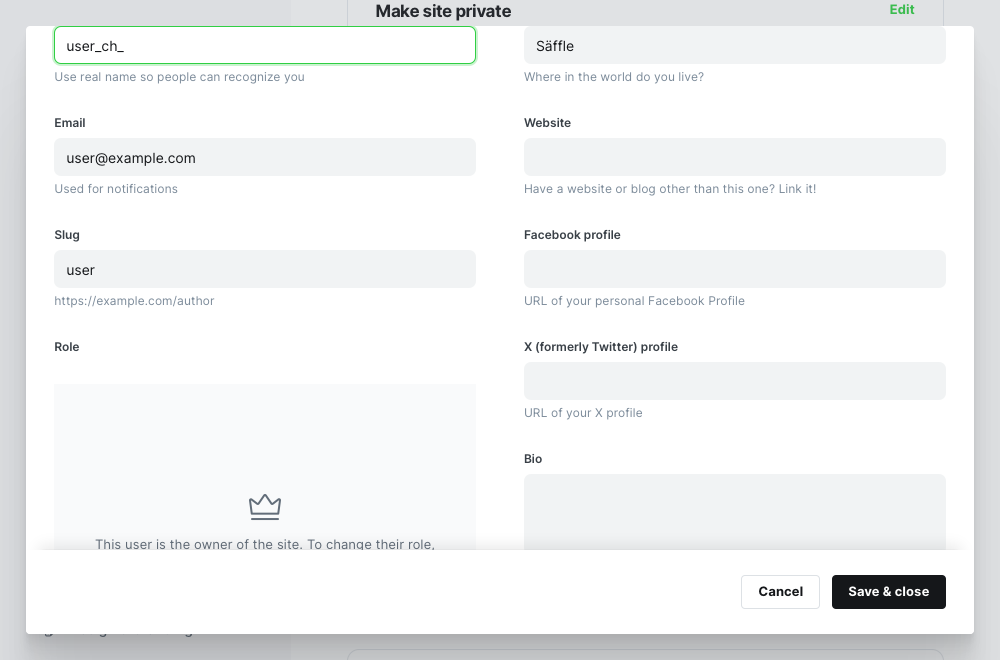 Make site private
Edit
user_ch_
Use real name so people can recognize you
Säffle
Where in the world do you live?
Email
user@example.com
Used for notifications
Website
Have a website or blog other than this one? Link it!
Slug
user
https://example.com/author
Facebook profile
URL of your personal Facebook Profile
Role
X (formerly Twitter) profile
URL of your X profile
Bio
This user is the owner of the site. To change their role,
Cancel
Save & close